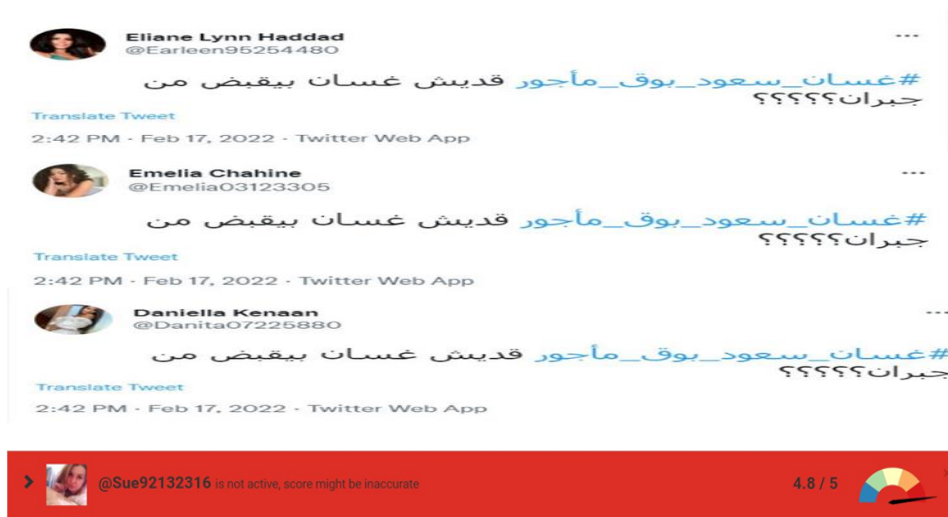 Eliane Lynn Haddad
@Earleen95254480
#غسان_سعود_بوق_مأجور قديش غسان بيقبض من
جبران؟؟؟؟؟
Translate Tweet
2:42 PM · Feb 17, 2022 · Twitter Web App
Emelia Chahine
@Emelia03123305
#غسان_سعود_بوق_مأجور قديش غسان بيقبض من
جبران؟؟؟؟؟
Translate Tweet
2:42 PM · Feb 17, 2022 · Twitter Web App
Daniella Kenaan
@Danita07225880
#غسان_سعود_بوق_مأجور قديش غسان بيقبض من
جبران؟؟؟؟؟
Translate Tweet
2:42 PM · Feb 17, 2022 · Twitter Web App
@Sue92132316 is not active, score might be inaccurate 4.8 / 5